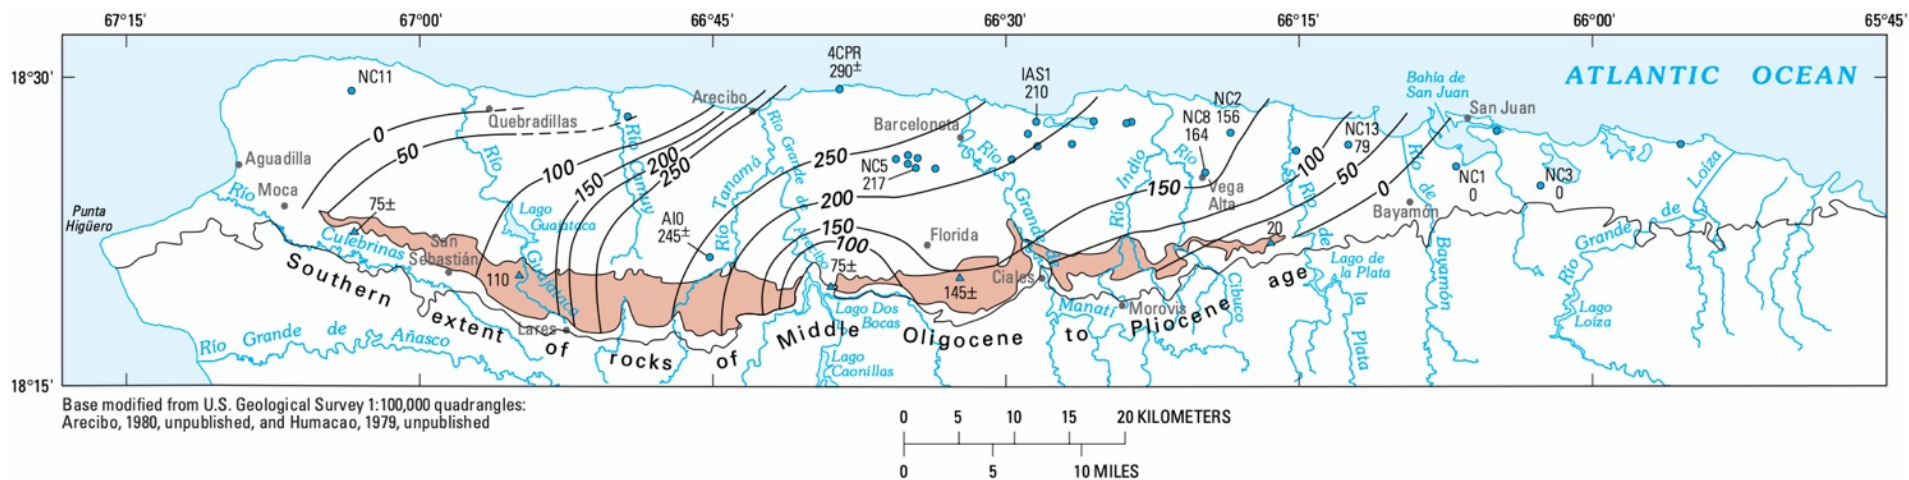 67°15'
67°00'
66°45'
66°30'
66°15'
66°00'
65°45'
18°30'
18°15'
ATLANTIC OCEAN
Bahía de
San Juan
San Juan
NC11
4CPR
290±
IAS1
210
NC2
156
NC8
164
NC13
79
NC5
217
NC1
0
NC3
0
AI0
245±
Quebradillas
Arecibo
Barceloneta
Aguadilla
Moca
Punta
Higüero
San
Sebastián
Lares
Florida
Ciales
Morovis
Vega
Alta
Bayamón
0
50
100
150
200
250
250
200
150
100
150
100
50
0
75±
110
75±
145±
20
Río
Culebrinas
Río Grande de Añasco
Río
Guajataca
Lago
Guajataca
Río Camuy
Río Tanamá
Río Grande de Arecibo
Lago Dos
Bocas
Lago
Caonillas
Río Grande de
Manatí
Río Indio
Río
Cibuco
Río de
la Plata
Lago de
la Plata
Río de
Bayamón
Río Grande de Loíza
Lago
Loíza
Southern extent of rocks of Middle Oligocene to Pliocene age
Base modified from U.S. Geological Survey 1:100,000 quadrangles:
Arecibo, 1980, unpublished, and Humacao, 1979, unpublished
0 5 10 15 20 KILOMETERS
0 5 10 MILES